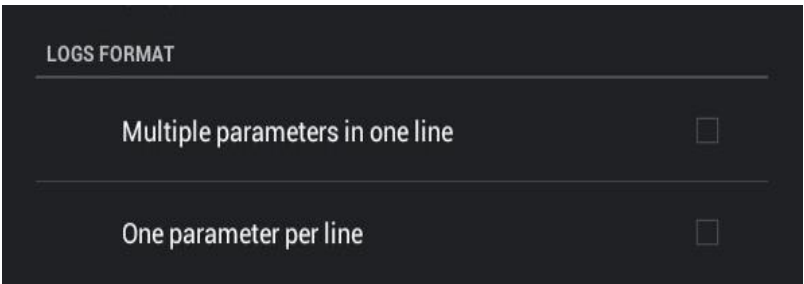 LOGS FORMAT
Multiple parameters in one line
One parameter per line